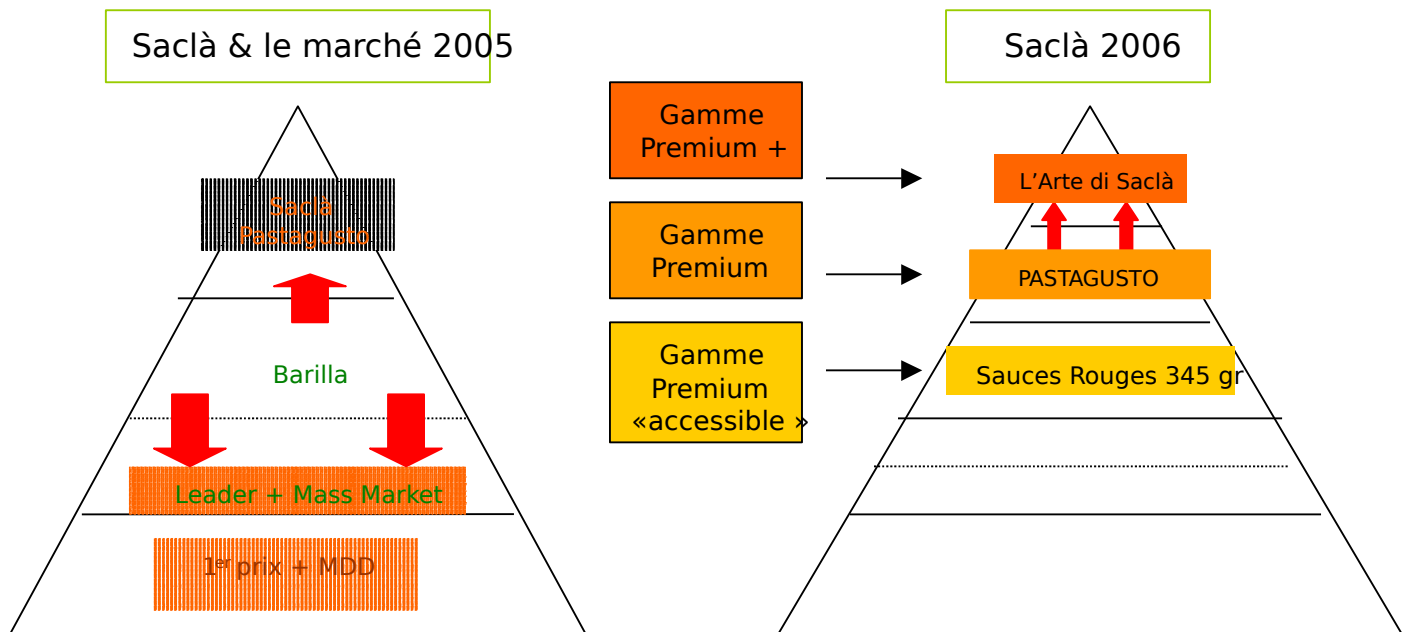 Saclà & le marché 2005
Saclà 2006
Gamme
Premium +
L’Arte di Saclà
Saclà
Pastagusto
Gamme
Premium
PASTAGUSTO
Barilla
Gamme
Premium
«accessible »
Sauces Rouges 345 gr
Leader + Mass Market
1er prix + MDD